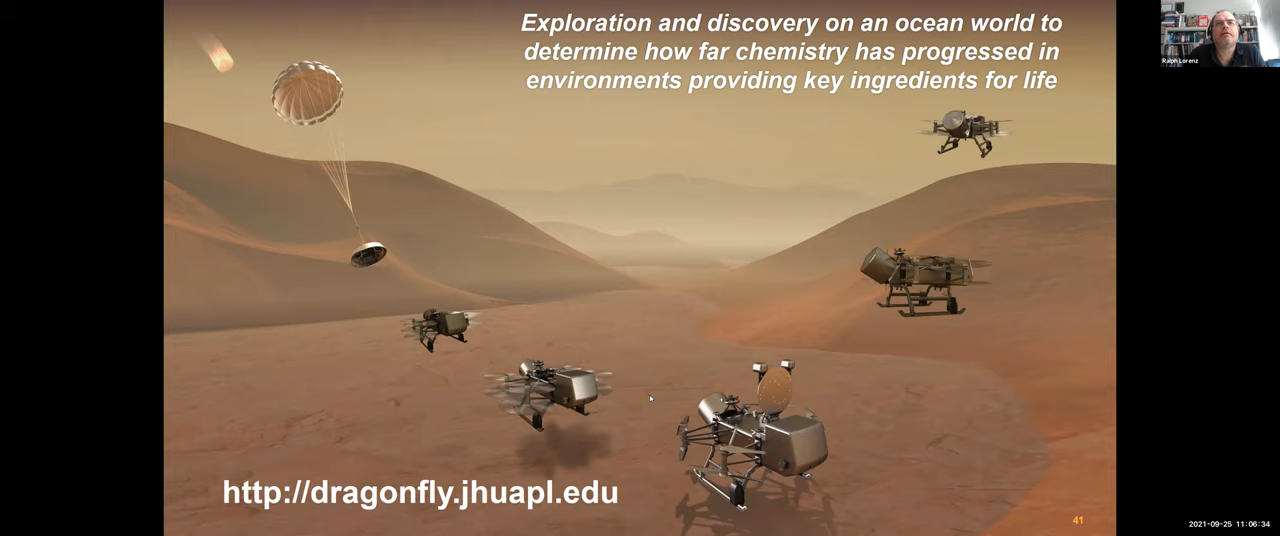 Exploration and discovery on an ocean world to
determine how far chemistry has progressed in
environments providing key ingredients for life
Ralph Lorenz
http://dragonfly.jhuapl.edu
41
2021-09-25 11:06:34